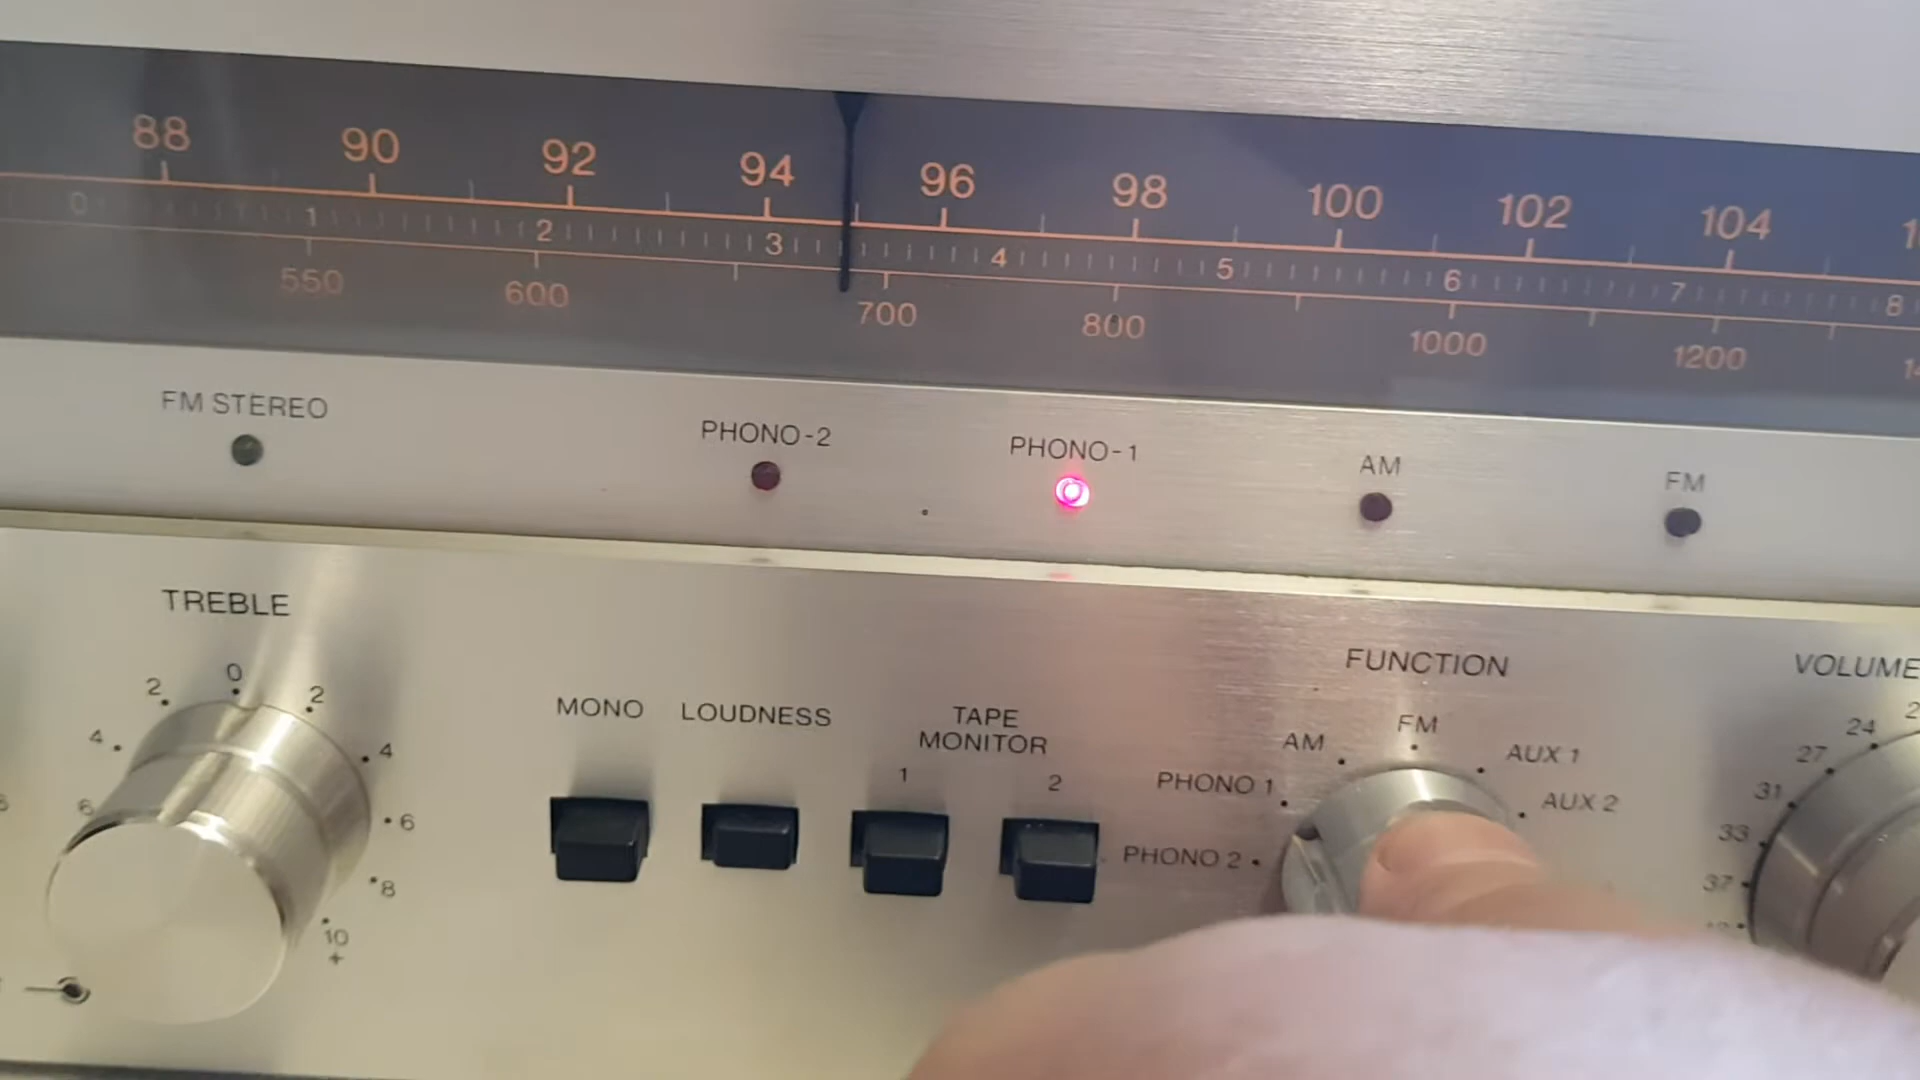 88 90 92 94 96 98 100 102 104
0 1 2 3 4 5 6 7 8
550 600 700 800 1000 1200
FM STEREO
PHONO-2
PHONO-1
AM
FM
TREBLE
0
2 2
4 4
6 6
8
10
+
MONO
LOUDNESS
TAPE
MONITOR
1 2
FUNCTION
FM
AM AUX 1
PHONO 1 AUX 2
PHONO 2
VOLUME
24
27
31
33
37